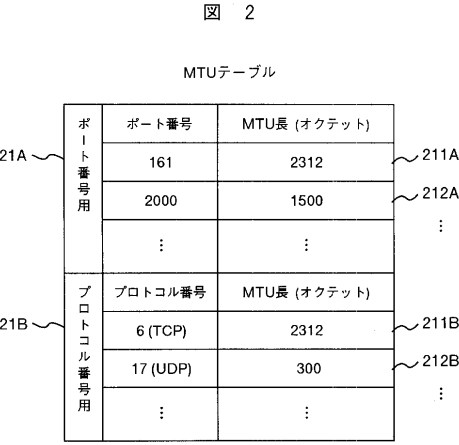 図 2
MTUテーブル
ポート番号用
ポート番号 MTU長 (オクテット)
21A 161 2312 211A
2000 1500 212A
⋮ ⋮ ⋮
プロトコル番号用
プロトコル番号 MTU長 (オクテット)
21B 6 (TCP) 2312 211B
17 (UDP) 300 212B
⋮ ⋮ ⋮